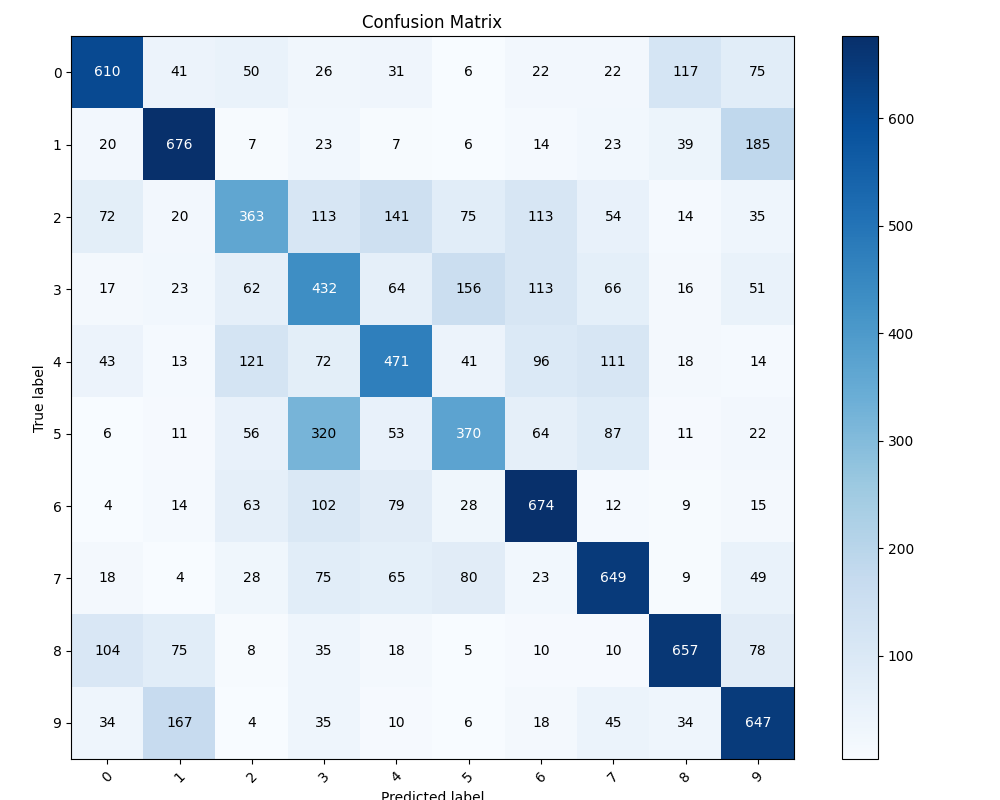 Confusion Matrix
0 610 41 50 26 31 6 22 22 117 75
1 20 676 7 23 7 6 14 23 39 185 600
2 72 20 363 113 141 75 113 54 14 35 500
3 17 23 62 432 64 156 113 66 16 51
True label
4 43 13 121 72 471 41 96 111 18 14 400
5 6 11 56 320 53 370 64 87 11 22 300
6 4 14 63 102 79 28 674 12 9 15
7 18 4 28 75 65 80 23 649 9 49 200
8 104 75 8 35 18 5 10 10 657 78 100
9 34 167 4 35 10 6 18 45 34 647
0 1 2 3 4 5 6 7 8 9
Predicted label